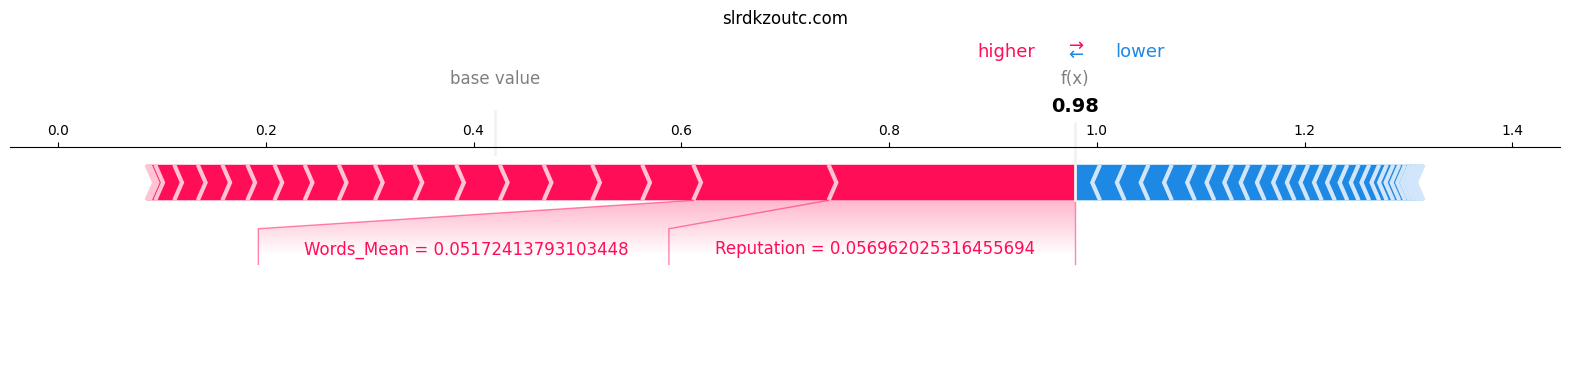 slrdkzoutc.com
higher → ← lower
base value f(x)
0.98
0.0 0.2 0.4 0.6 0.8 1.0 1.2 1.4
Words_Mean = 0.05172413793103448 Reputation = 0.056962025316455694